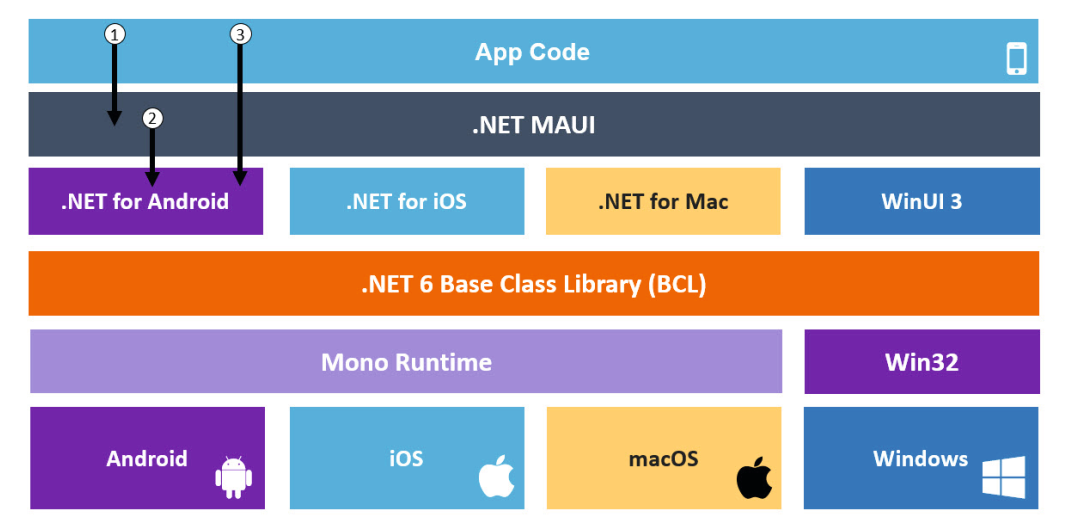 1
3
App Code
2
.NET MAUI
.NET for Android
.NET for iOS
.NET for Mac
WinUI 3
.NET 6 Base Class Library (BCL)
Mono Runtime
Win32
Android
iOS
macOS
Windows